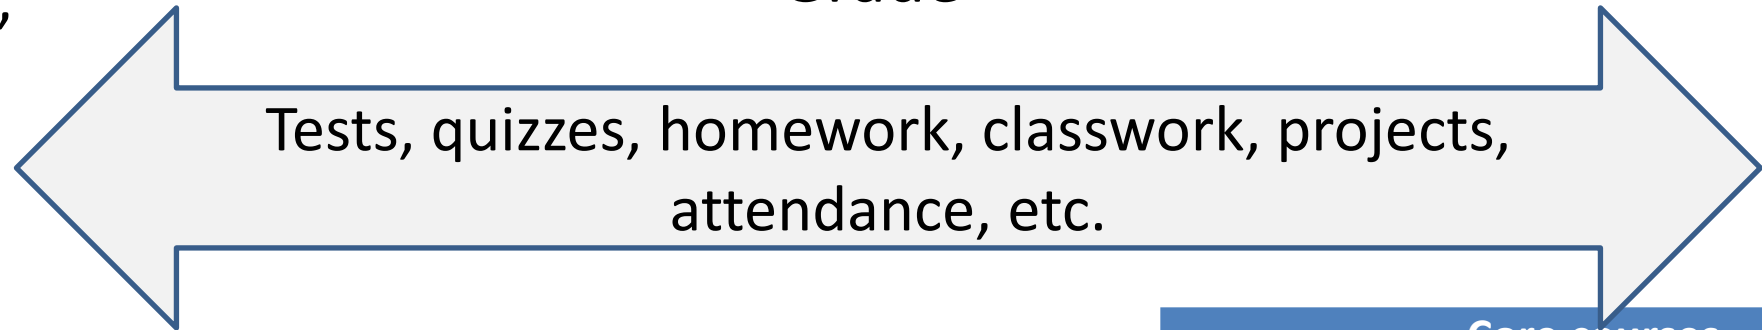 Tests, quizzes, homework, classwork, projects,
attendance, etc.